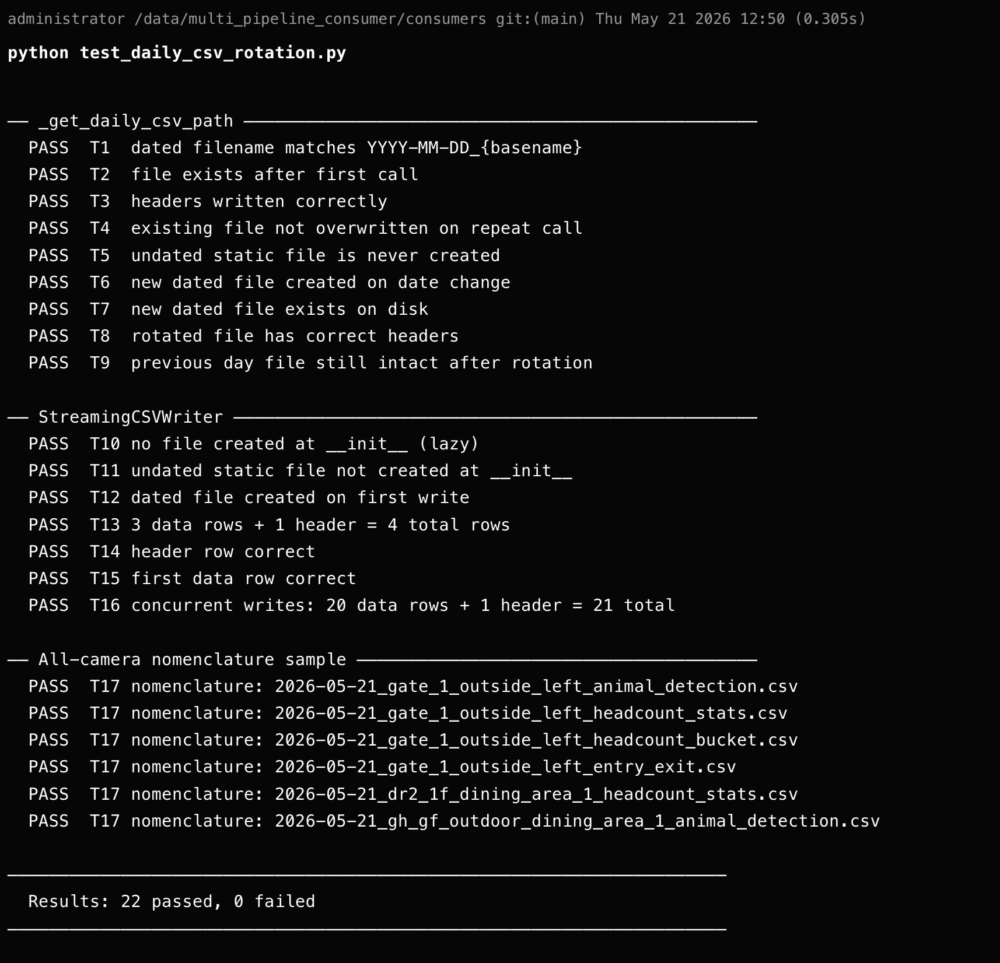 administrator /data/multi_pipeline_consumer/consumers git:(main) Thu May 21 2026 12:50 (0.305s)
python test_daily_csv_rotation.py
── _get_daily_csv_path ──────────────────────────────────────────────────
PASS  T1  dated filename matches YYYY-MM-DD_{basename}
PASS  T2  file exists after first call
PASS  T3  headers written correctly
PASS  T4  existing file not overwritten on repeat call
PASS  T5  undated static file is never created
PASS  T6  new dated file created on date change
PASS  T7  new dated file exists on disk
PASS  T8  rotated file has correct headers
PASS  T9  previous day file still intact after rotation
── StreamingCSVWriter ───────────────────────────────────────────────────
PASS  T10 no file created at __init__ (lazy)
PASS  T11 undated static file not created at __init__
PASS  T12 dated file created on first write
PASS  T13 3 data rows + 1 header = 4 total rows
PASS  T14 header row correct
PASS  T15 first data row correct
PASS  T16 concurrent writes: 20 data rows + 1 header = 21 total
── All-camera nomenclature sample ───────────────────────────────────────
PASS  T17 nomenclature: 2026-05-21_gate_1_outside_left_animal_detection.csv
PASS  T17 nomenclature: 2026-05-21_gate_1_outside_left_headcount_stats.csv
PASS  T17 nomenclature: 2026-05-21_gate_1_outside_left_headcount_bucket.csv
PASS  T17 nomenclature: 2026-05-21_gate_1_outside_left_entry_exit.csv
PASS  T17 nomenclature: 2026-05-21_dr2_1f_dining_area_1_headcount_stats.csv
PASS  T17 nomenclature: 2026-05-21_gh_gf_outdoor_dining_area_1_animal_detection.csv
Results: 22 passed, 0 failed